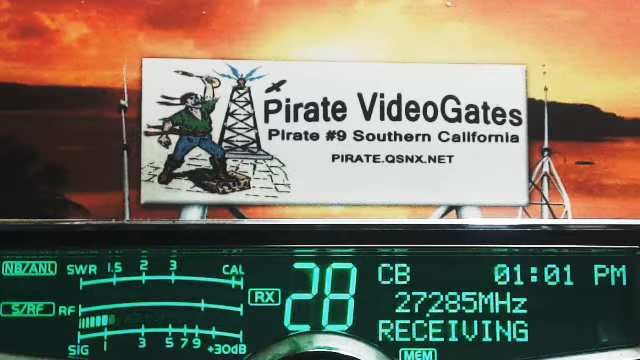 Pirate VideoGates
Pirate #9 Southern California
PIRATE.QSNX.NET
NB/ANL SWR 1.5 2 3 CAL
S/RF RF
SIG 1 3 5 7 9 +30dB
RX 28
CB 01:01 PM
27285MHz
RECEIVING
MEM